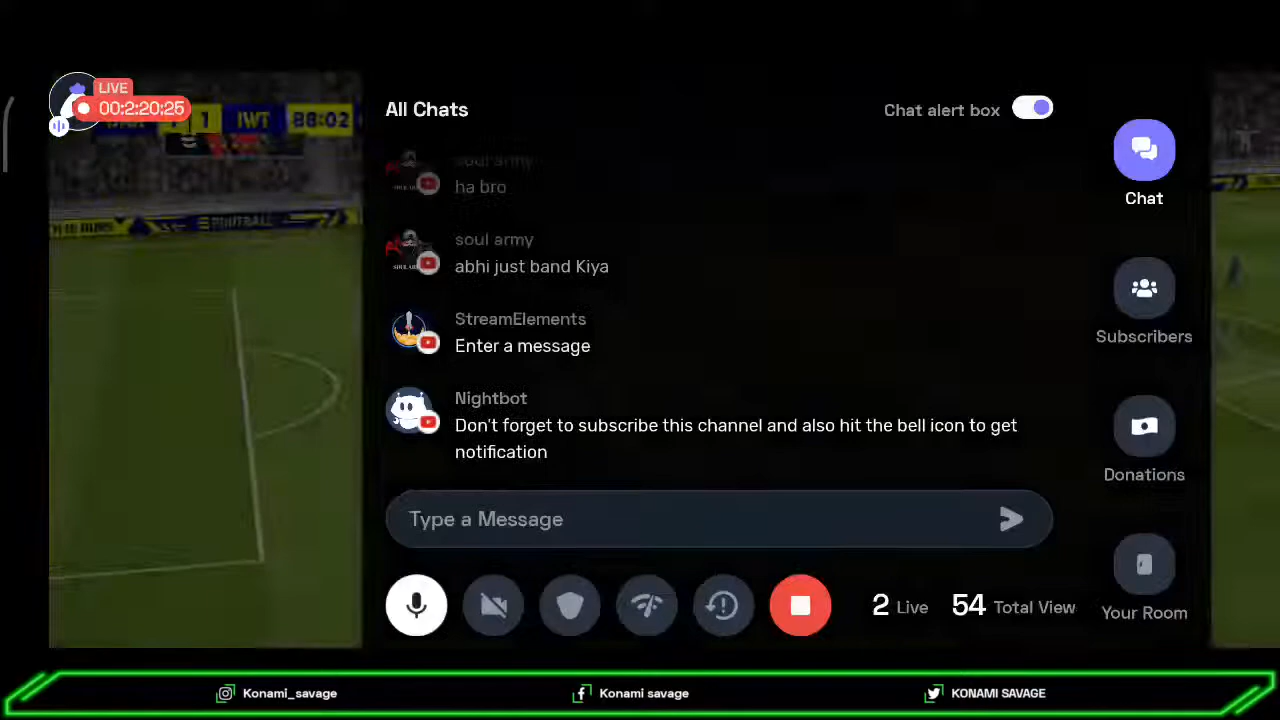 LIVE
00:2:20:25
1 IWT 88:02
FOOTBALL
All Chats
Chat alert box
soul army
ha bro
soul army
abhi just band Kiya
StreamElements
Enter a message
Nightbot
Don't forget to subscribe this channel and also hit the bell icon to get
notification
Type a Message
2 Live 54 Total View
Chat
Subscribers
Donations
Your Room
Konami_savage
Konami savage
KONAMI SAVAGE